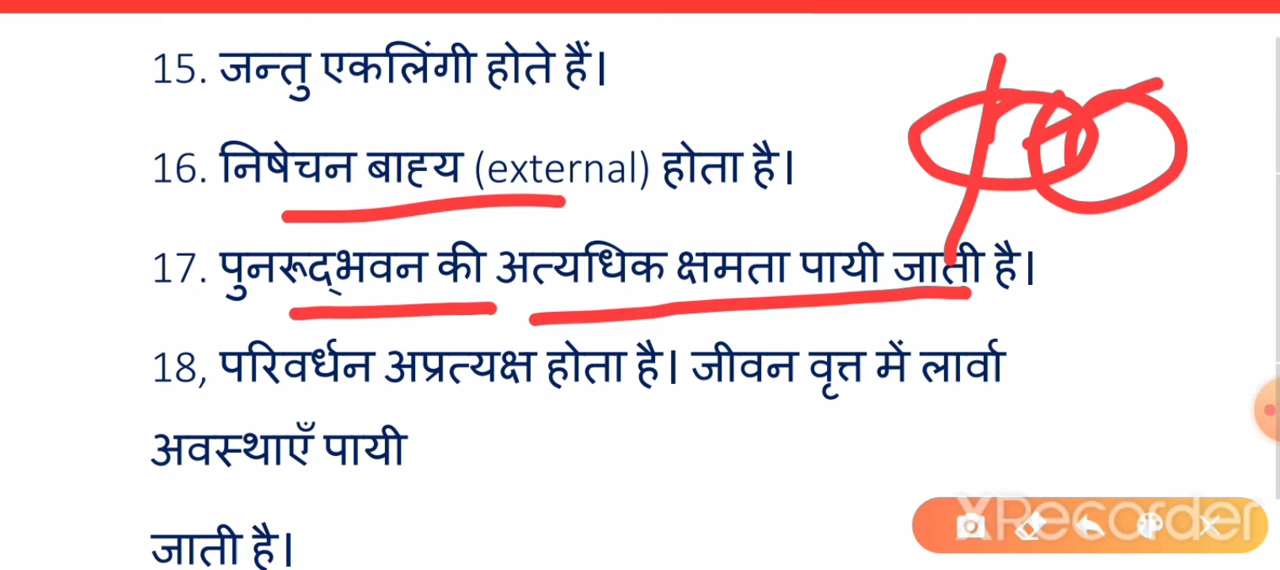 15. जन्तु एकलिंगी होते हैं।
16. निषेचन बाह्य (external) होता है।
17. पुनरूद्भवन की अत्यधिक क्षमता पायी जाती है।
18, परिवर्धन अप्रत्यक्ष होता है। जीवन वृत्त में लार्वा
अवस्थाएँ पायी
जाती है।
XRecorder